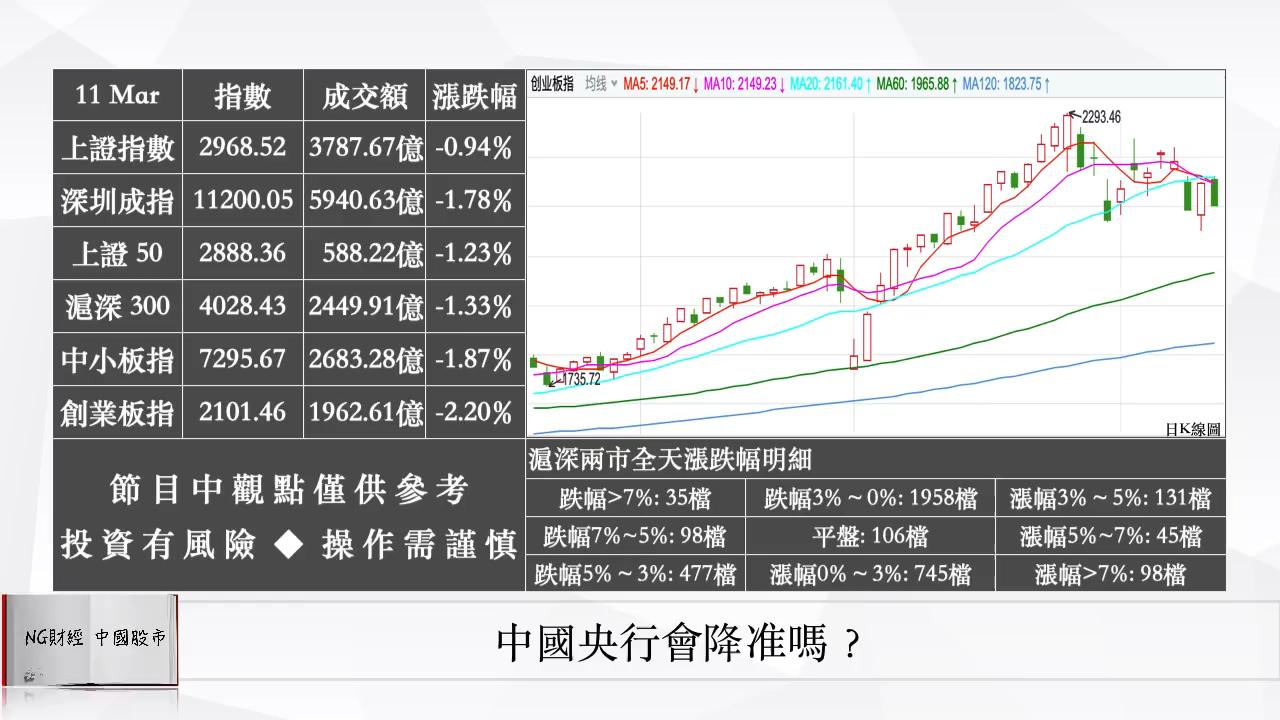 11 Mar 指數 成交額 漲跌幅
上證指數 2968.52 3787.67億 -0.94%
深圳成指 11200.05 5940.63億 -1.78%
上證 50 2888.36 588.22億 -1.23%
滬深 300 4028.43 2449.91億 -1.33%
中小板指 7295.67 2683.28億 -1.87%
創業板指 2101.46 1962.61億 -2.20%
節目中觀點僅供參考
投資有風險 ◆ 操作需謹慎
创业板指 均线 MA5: 2149.17↓ MA10: 2149.23↓ MA20: 2161.40↑ MA60: 1965.88↑ MA120: 1823.75↑
2293.46
1735.72
日K線圖
滬深兩市全天漲跌幅明細
跌幅>7%: 35檔 跌幅3% ~ 0%: 1958檔 漲幅3% ~ 5%: 131檔
跌幅7%~5%: 98檔 平盤: 106檔 漲幅5%~7%: 45檔
跌幅5% ~ 3%: 477檔 漲幅0% ~ 3%: 745檔 漲幅>7%: 98檔
NG財經 中國股市
中國央行會降准嗎 ?